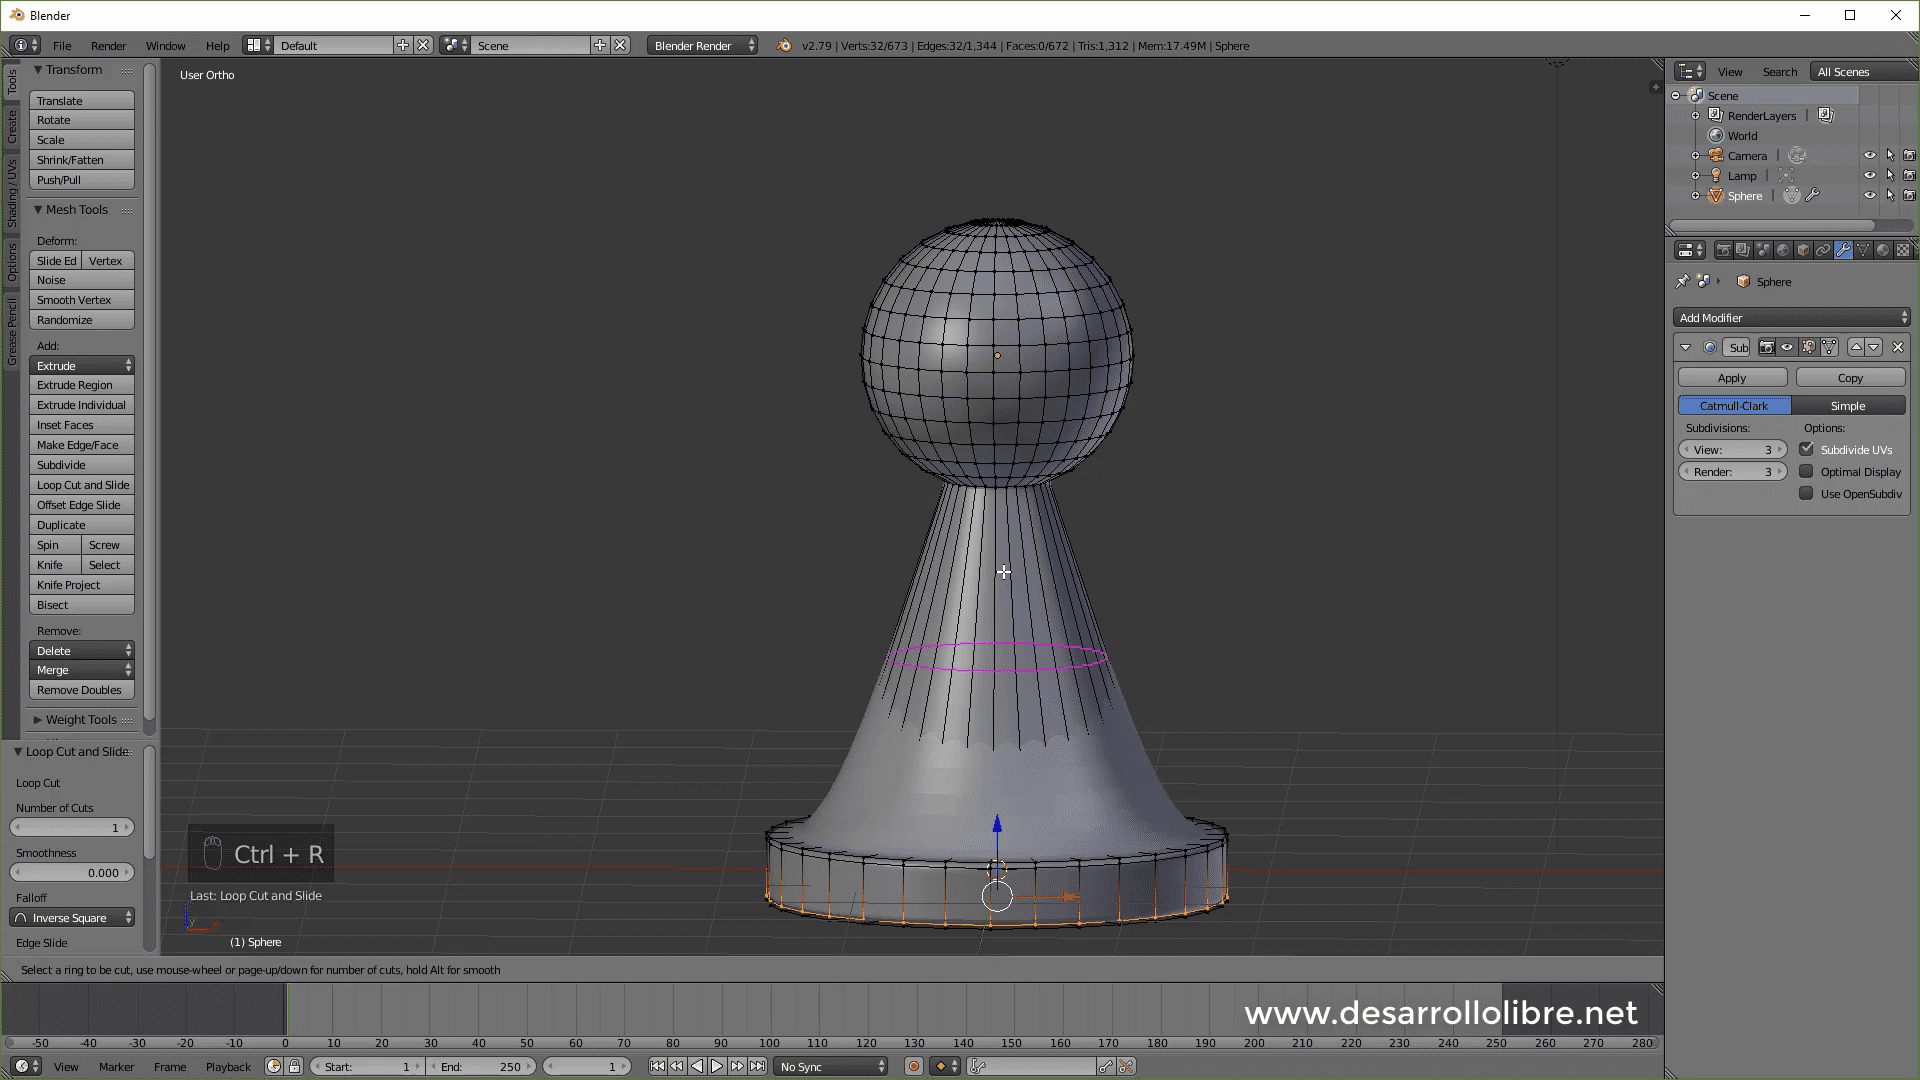 Blender
File Render Window Help Default Scene Blender Render v2.79 | Verts:32/673 | Edges:32/1,344 | Faces:0/672 | Tris:1,312 | Mem:17.49M | Sphere
Tools
Create
Shading / UVs
Options
Grease Pencil
Transform
Translate
Rotate
Scale
Shrink/Fatten
Push/Pull
Mesh Tools
Deform:
Slide Ed Vertex
Noise
Smooth Vertex
Randomize
Add:
Extrude
Extrude Region
Extrude Individual
Inset Faces
Make Edge/Face
Subdivide
Loop Cut and Slide
Offset Edge Slide
Duplicate
Spin Screw
Knife Select
Knife Project
Bisect
Remove:
Delete
Merge
Remove Doubles
Weight Tools
Loop Cut and Slide
Loop Cut
Number of Cuts
1
Smoothness
0.000
Falloff
Inverse Square
Edge Slide
User Ortho
Ctrl + R
Last: Loop Cut and Slide
(1) Sphere
Select a ring to be cut, use mouse-wheel or page-up/down for number of cuts, hold Alt for smooth
View Search All Scenes
Scene
RenderLayers
World
Camera
Lamp
Sphere
Sphere
Add Modifier
Sub
Apply Copy
Catmull-Clark Simple
Subdivisions: Options:
View: 3 Subdivide UVs
Render: 3 Optimal Display
Use OpenSubdiv
www.desarrollolibre.net
-50 -40 -30 -20 -10 0 10 20 30 40 50 60 70 80 90 100 110 120 130 140 150 160 170 180 190 200 210 220 230 240 250 260 270 280
View Marker Frame Playback Start: 1 End: 250 1 No Sync